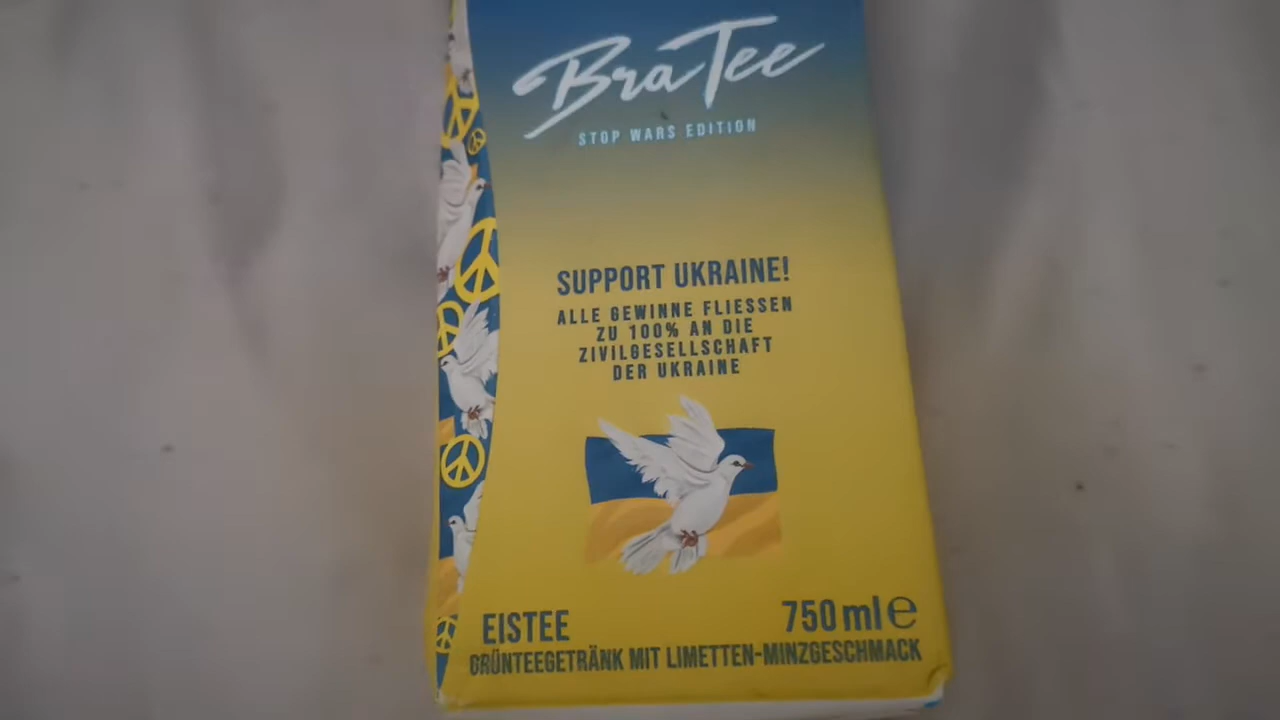 BraTee
STOP WARS EDITION
SUPPORT UKRAINE!
ALLE GEWINNE FLIESSEN
ZU 100% AN DIE
ZIVILGESELLSCHAFT
DER UKRAINE
EISTEE
750 ml e
GRÜNTEEGETRÄNK MIT LIMETTEN-MINZGESCHMACK